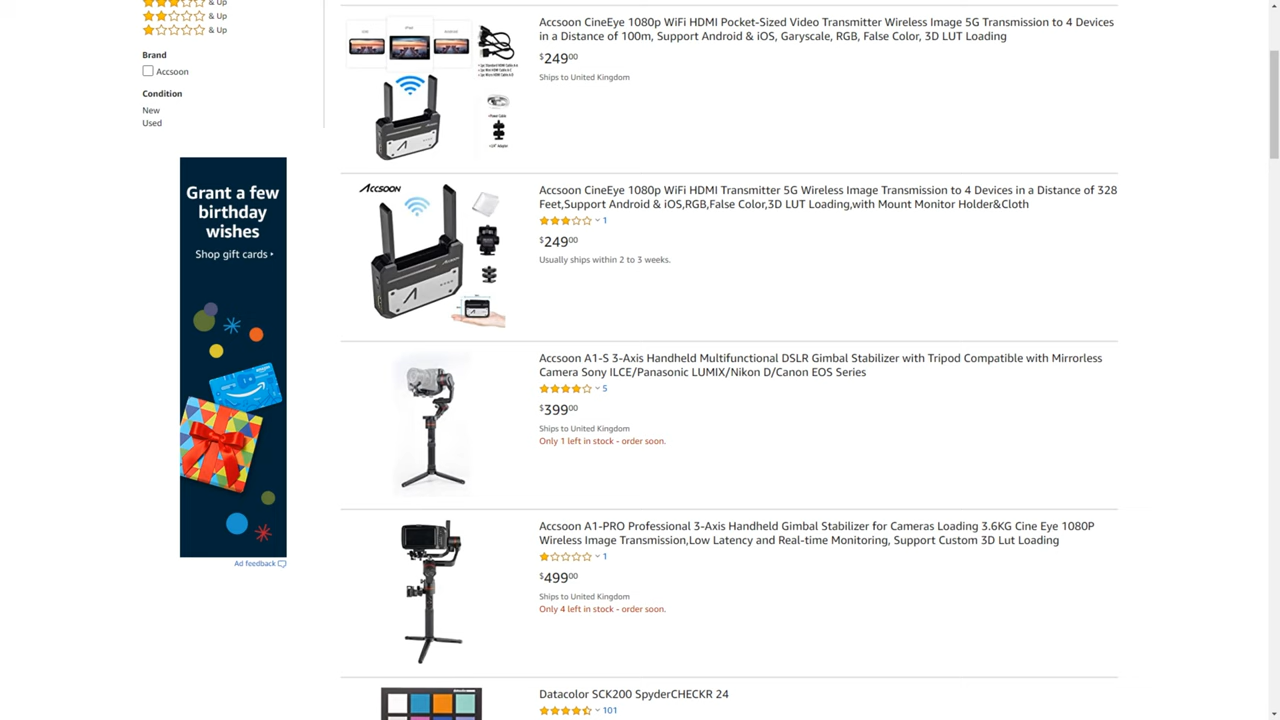 & Up
& Up
& Up
Brand
Accsoon
Condition
New
Used
Grant a few
birthday
wishes
Shop gift cards ▸
amazon
Ad feedback
Accsoon CineEye 1080p WiFi HDMI Pocket-Sized Video Transmitter Wireless Image 5G Transmission to 4 Devices
in a Distance of 100m, Support Android & iOS, Garyscale, RGB, False Color, 3D LUT Loading
$24900
Ships to United Kingdom
ACCSOON
Accsoon CineEye 1080p WiFi HDMI Transmitter 5G Wireless Image Transmission to 4 Devices in a Distance of 328
Feet,Support Android & iOS,RGB,False Color,3D LUT Loading,with Mount Monitor Holder&Cloth
1
$24900
Usually ships within 2 to 3 weeks.
Accsoon A1-S 3-Axis Handheld Multifunctional DSLR Gimbal Stabilizer with Tripod Compatible with Mirrorless
Camera Sony ILCE/Panasonic LUMIX/Nikon D/Canon EOS Series
5
$39900
Ships to United Kingdom
Only 1 left in stock - order soon.
Accsoon A1-PRO Professional 3-Axis Handheld Gimbal Stabilizer for Cameras Loading 3.6KG Cine Eye 1080P
Wireless Image Transmission,Low Latency and Real-time Monitoring, Support Custom 3D Lut Loading
1
$49900
Ships to United Kingdom
Only 4 left in stock - order soon.
Datacolor SCK200 SpyderCHECKR 24
101